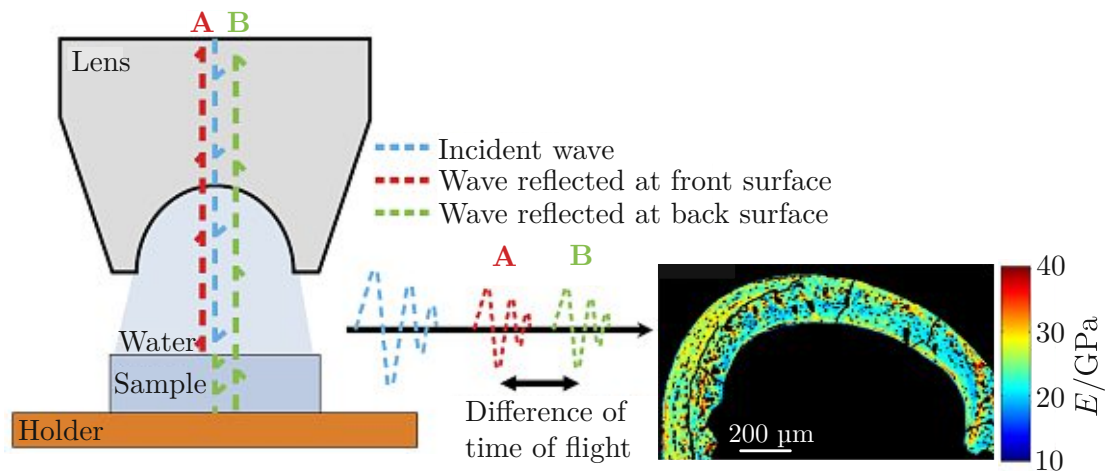 A B
Lens
Incident wave
Wave reflected at front surface
Wave reflected at back surface
A B
Water
Sample
Holder
Difference of
time of flight
200 µm
40
30
20
10
E/GPa